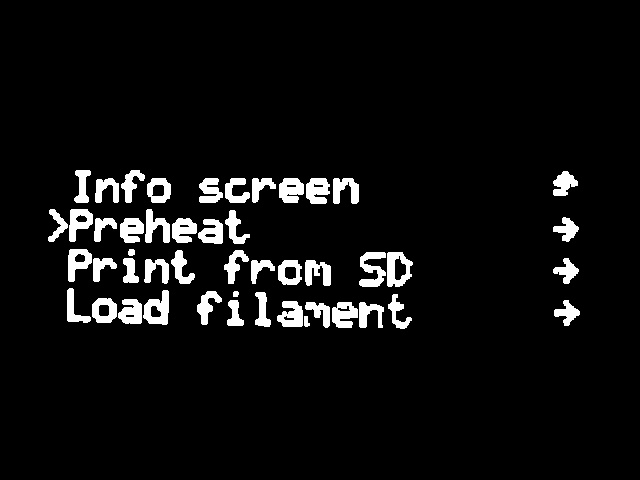 Info screen ↰
>Preheat →
Print from SD →
Load filament →